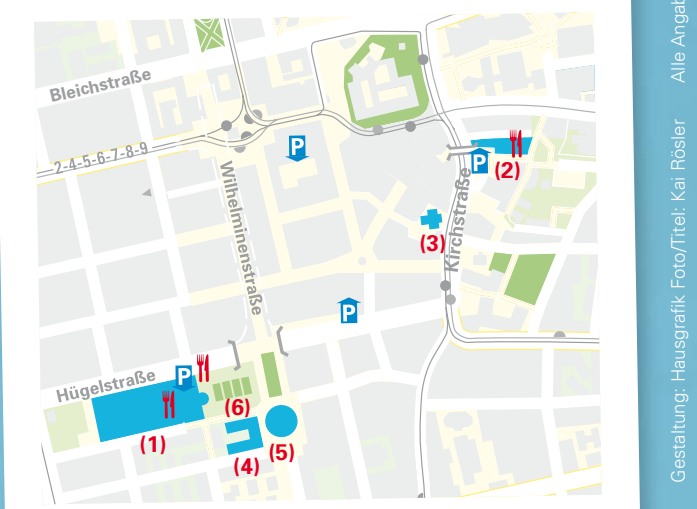 Bleichstraße
2-4-5-6-7-8-9
P
P
(2)
Wilhelminenstraße
Kirchstraße
(3)
P
Hügelstraße
P
(6)
(1)
(5)
(4)
Gestaltung: Hausgrafik Foto/Titel: Kai Rösler Alle Angab